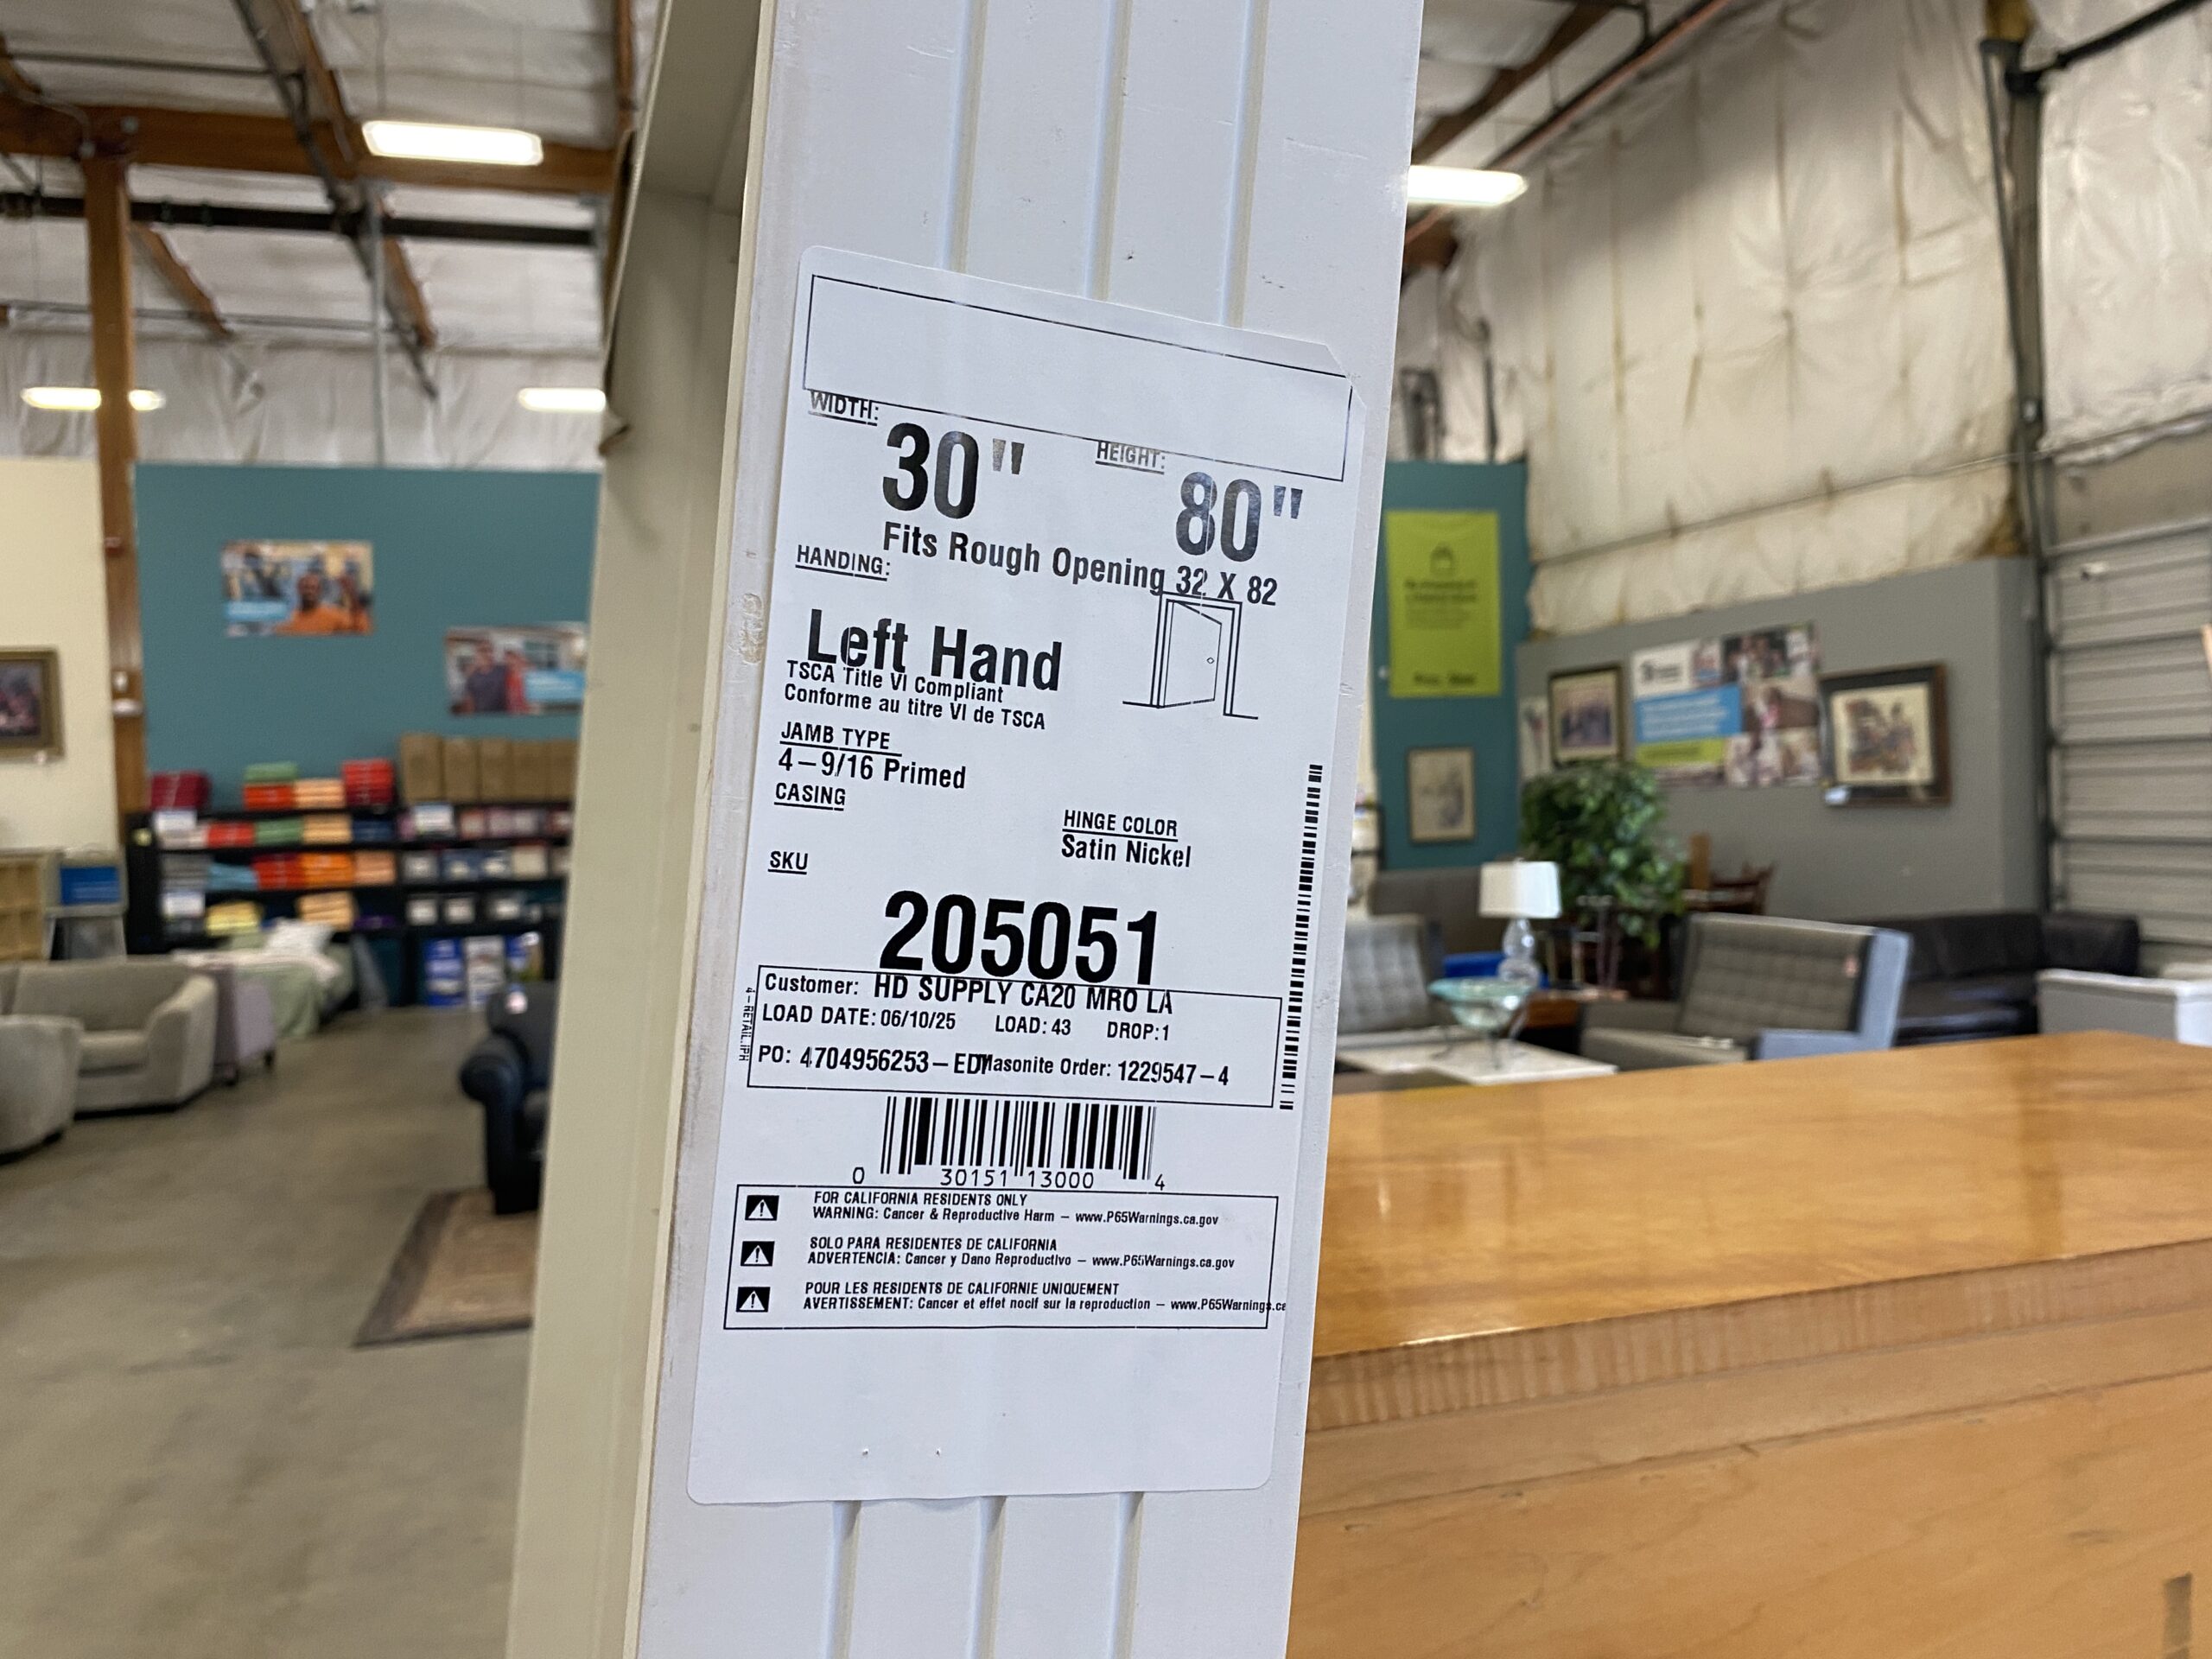 WIDTH:
30" HEIGHT: 80"
Fits Rough Opening 32 X 82
HANDING:
Left Hand
TSCA Title VI Compliant
Conforme au titre VI de TSCA
JAMB TYPE
4-9/16 Primed
CASING
HINGE COLOR
Satin Nickel
SKU
205051
Customer: HD SUPPLY CA20 MRO LA
LOAD DATE: 06/10/25 LOAD: 43 DROP:1
PO: 4704956253-EDI Masonite Order: 1229547-4
4-RETAIL.IPH
0 30151 13000 4
FOR CALIFORNIA RESIDENTS ONLY
WARNING: Cancer & Reproductive Harm - www.P65Warnings.ca.gov
SOLO PARA RESIDENTES DE CALIFORNIA
ADVERTENCIA: Cancer y Dano Reproductivo - www.P65Warnings.ca.gov
POUR LES RESIDENTS DE CALIFORNIE UNIQUEMENT
AVERTISSEMENT: Cancer et effet nocif sur la reproduction - www.P65Warnings.ca